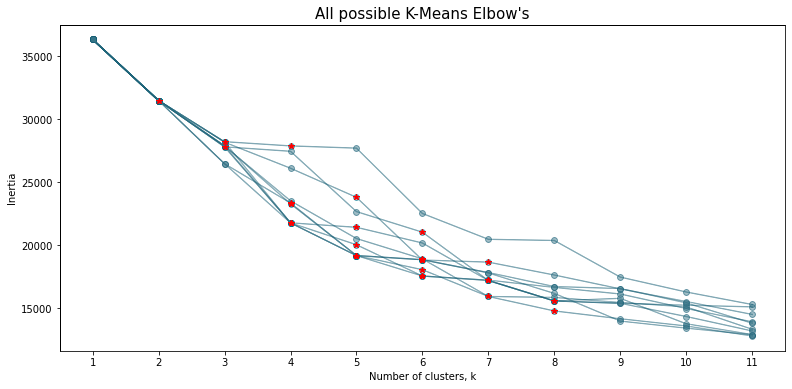 All possible K-Means Elbow's
35000
30000
25000
20000
15000
Inertia
1 2 3 4 5 6 7 8 9 10 11
Number of clusters, k